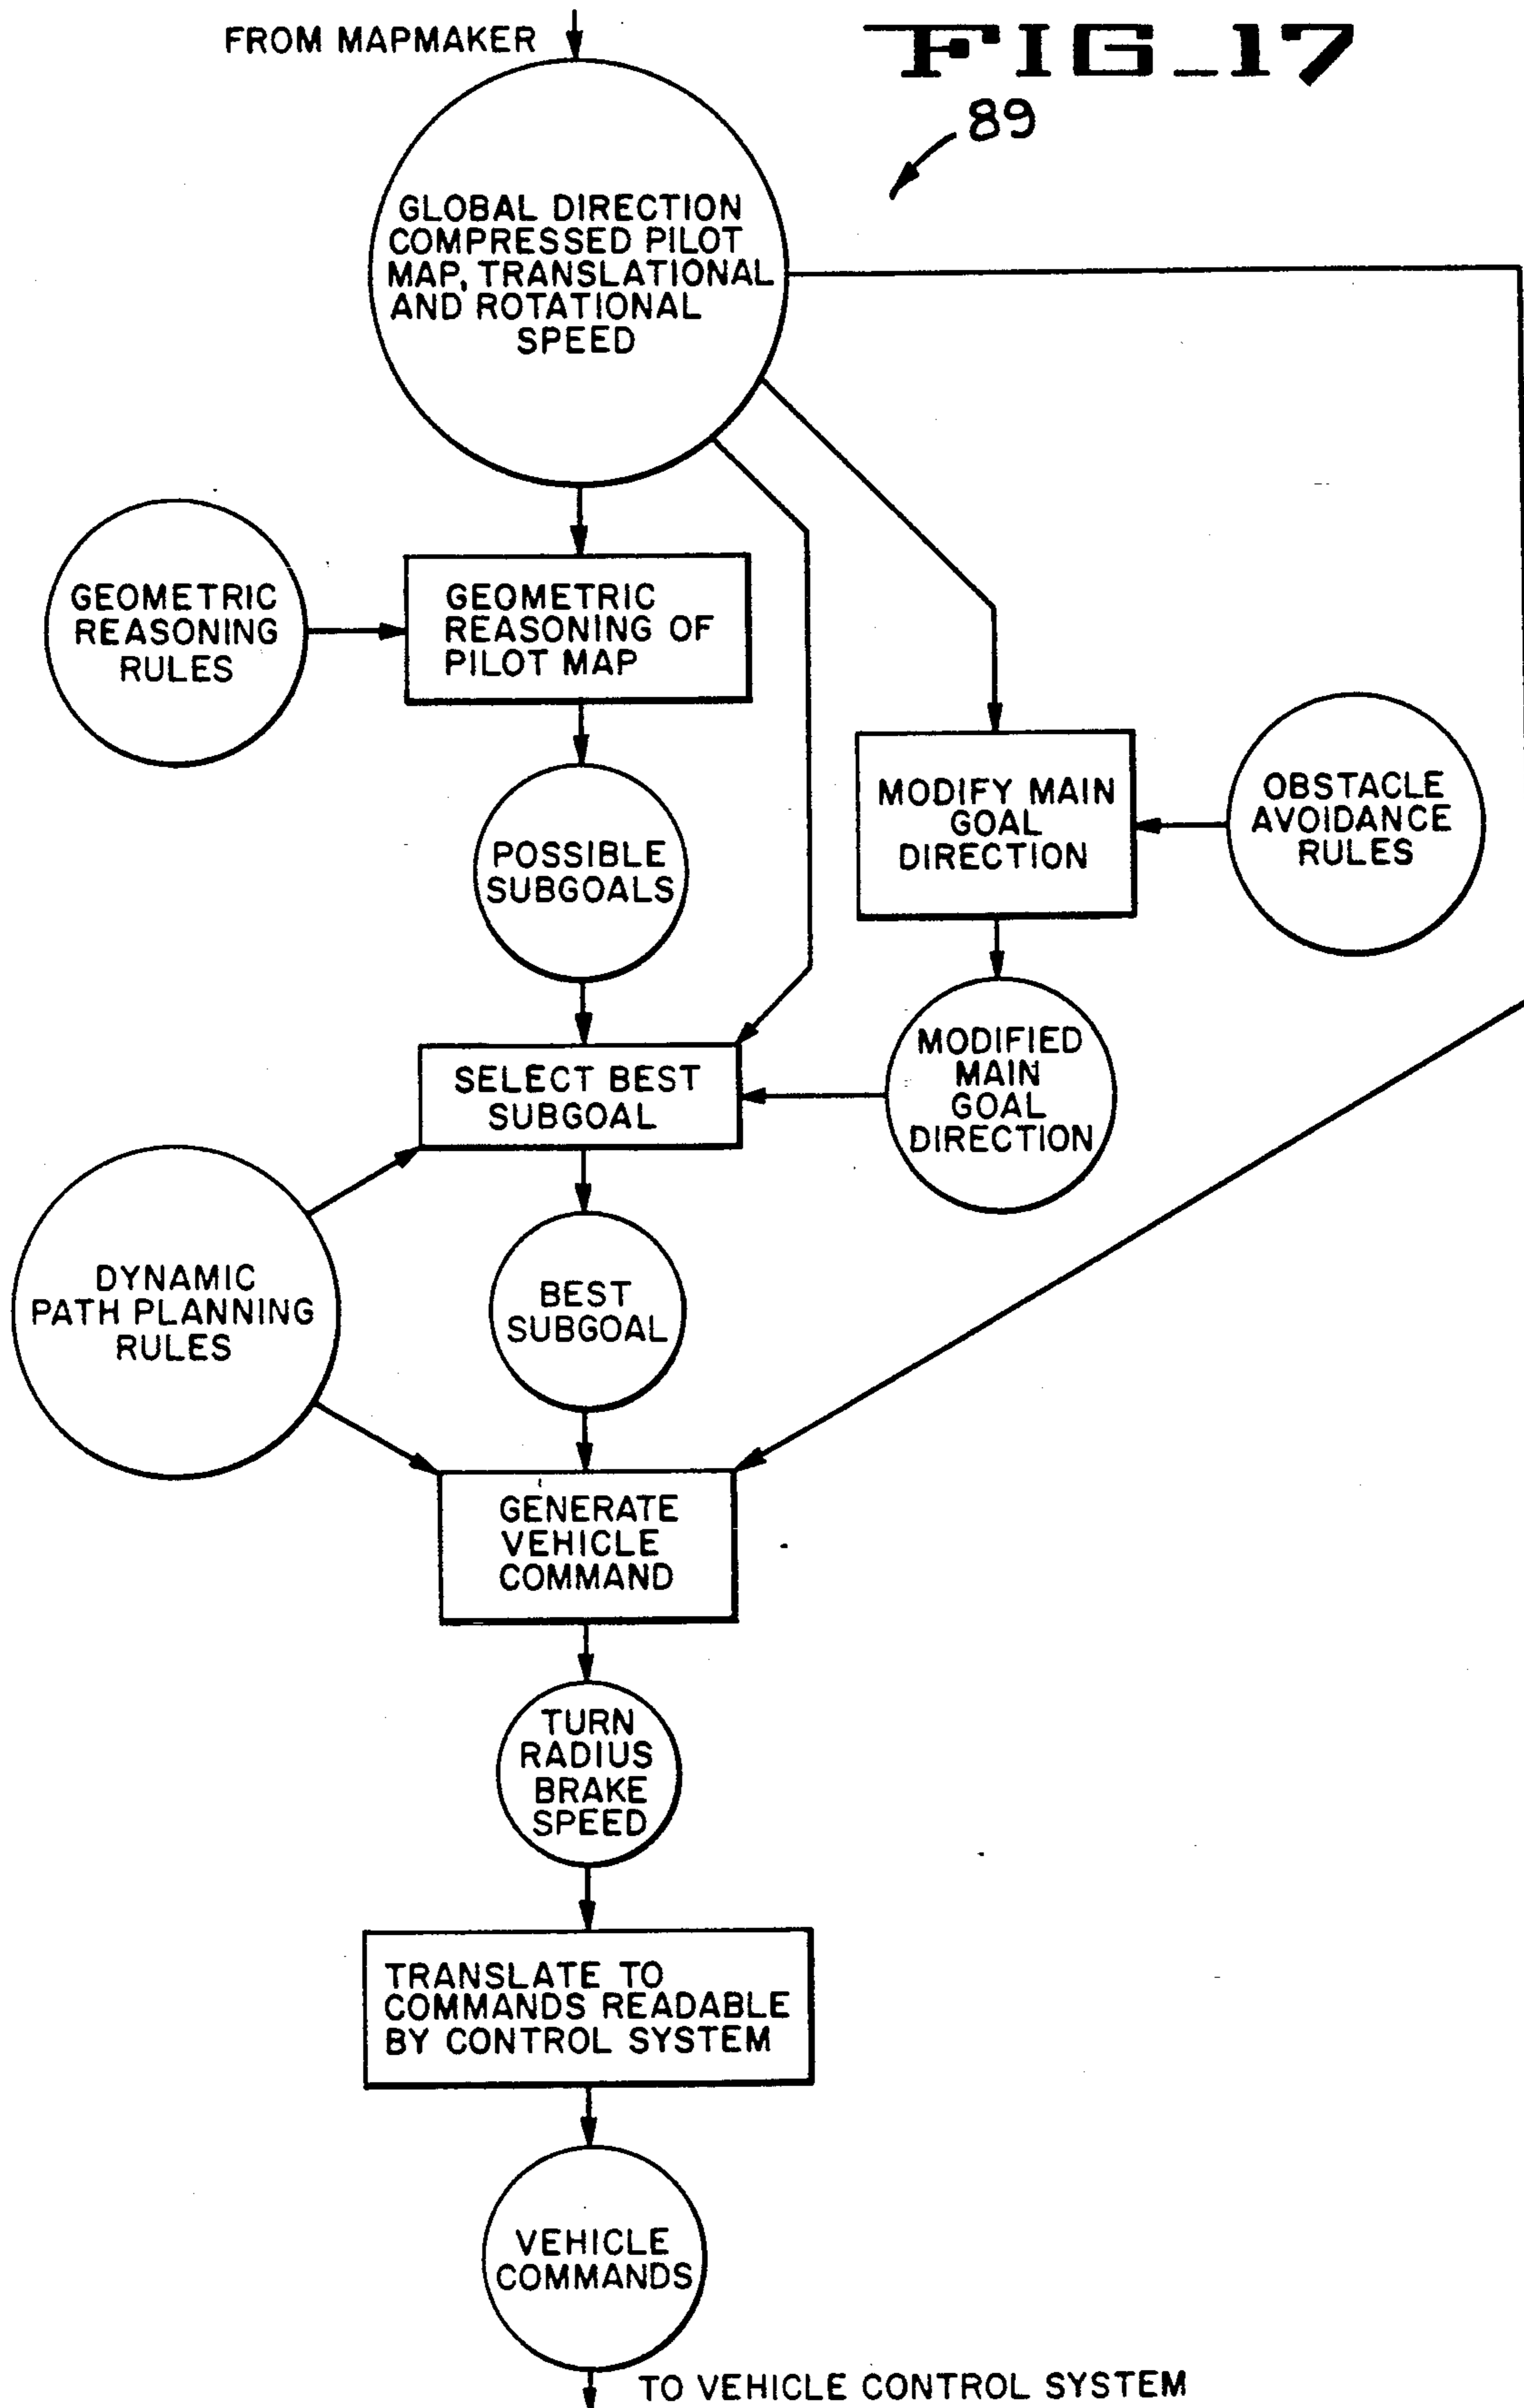 FROM MAPMAKER
FIG_17
89
GLOBAL DIRECTION
COMPRESSED PILOT
MAP, TRANSLATIONAL
AND ROTATIONAL
SPEED
GEOMETRIC
REASONING
RULES
GEOMETRIC
REASONING OF
PILOT MAP
POSSIBLE
SUBGOALS
MODIFY MAIN
GOAL
DIRECTION
OBSTACLE
AVOIDANCE
RULES
SELECT BEST
SUBGOAL
MODIFIED
MAIN
GOAL
DIRECTION
DYNAMIC
PATH PLANNING
RULES
BEST
SUBGOAL
GENERATE
VEHICLE
COMMAND
TURN
RADIUS
BRAKE
SPEED
TRANSLATE TO
COMMANDS READABLE
BY CONTROL SYSTEM
VEHICLE
COMMANDS
TO VEHICLE CONTROL SYSTEM